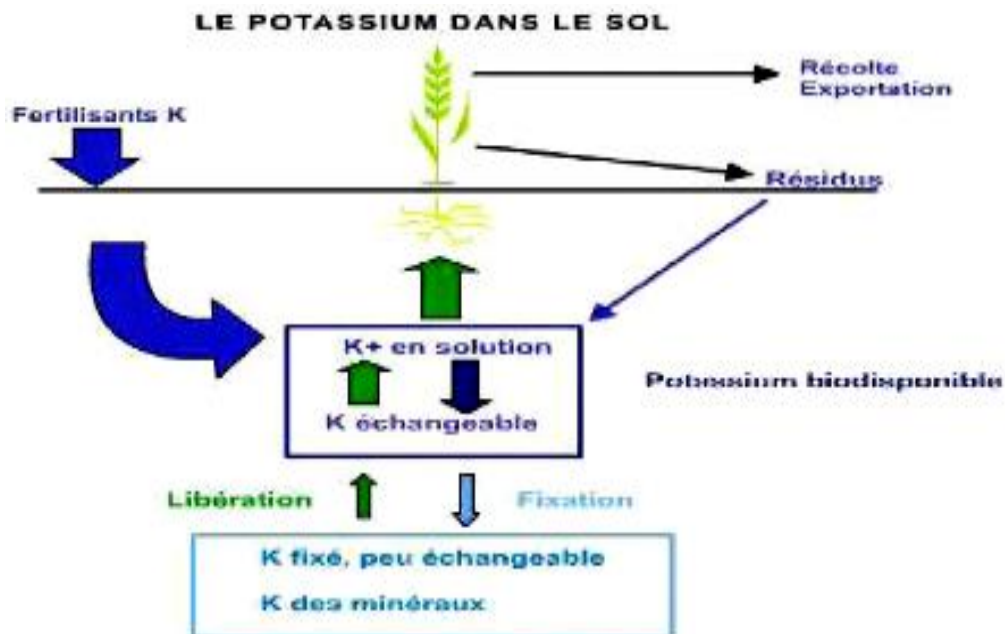 LE POTASSIUM DANS LE SOL
Récolte
Exportation
Fertilisants K
Résidus
K+ en solution
Potassium biodisponible
K échangeable
Libération
Fixation
K fixé, peu échangeable
K des minéraux